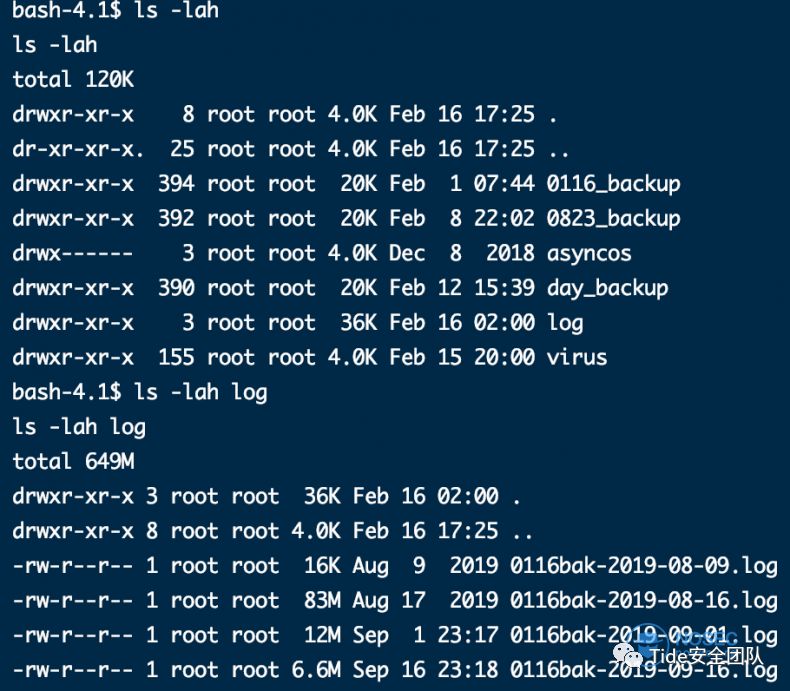 bash-4.1$ ls -lah
ls -lah
total 120K
drwxr-xr-x    8 root root 4.0K Feb 16 17:25 .
dr-xr-xr-x.  25 root root 4.0K Feb 16 17:25 ..
drwxr-xr-x  394 root root  20K Feb  1 07:44 0116_backup
drwxr-xr-x  392 root root  20K Feb  8 22:02 0823_backup
drwx------    3 root root 4.0K Dec  8  2018 asyncos
drwxr-xr-x  390 root root  20K Feb 12 15:39 day_backup
drwxr-xr-x    3 root root  36K Feb 16 02:00 log
drwxr-xr-x  155 root root 4.0K Feb 15 20:00 virus
bash-4.1$ ls -lah log
ls -lah log
total 649M
drwxr-xr-x 3 root root  36K Feb 16 02:00 .
drwxr-xr-x 8 root root 4.0K Feb 16 17:25 ..
-rw-r--r-- 1 root root  16K Aug  9  2019 0116bak-2019-08-09.log
-rw-r--r-- 1 root root  83M Aug 17  2019 0116bak-2019-08-16.log
-rw-r--r-- 1 root root  12M Sep  1 23:17 0116bak-2019-09-01.log
-rw-r--r-- 1 root root 6.6M Sep 16 23:18 0116bak-2019-09-16.log
NOSEC
Tide安全团队